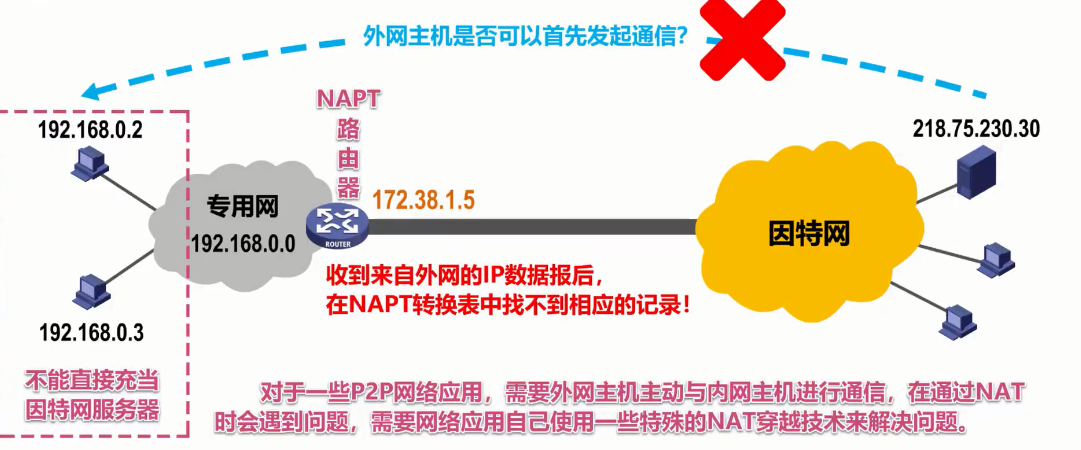 外网主机是否可以首先发起通信?
NAPT
路
由
器
192.168.0.2
218.75.230.30
172.38.1.5
专用网
192.168.0.0
ROUTER
因特网
收到来自外网的IP数据报后，
在NAPT转换表中找不到相应的记录！
192.168.0.3
不能直接充当
因特网服务器
对于一些P2P网络应用，需要外网主机主动与内网主机进行通信，在通过NAT
时会遇到问题，需要网络应用自己使用一些特殊的NAT穿越技术来解决问题。